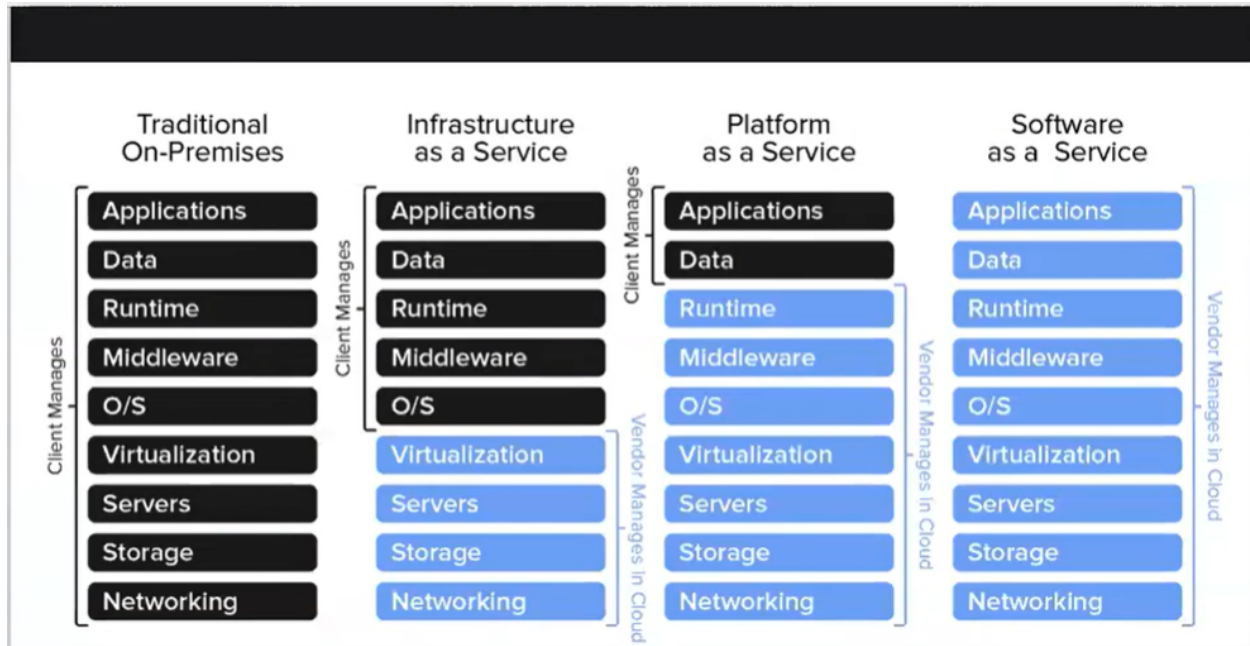 Traditional
On-Premises
Client Manages
Applications
Data
Runtime
Middleware
O/S
Virtualization
Servers
Storage
Networking
Infrastructure
as a Service
Client Manages
Applications
Data
Runtime
Middleware
O/S
Virtualization
Servers
Storage
Networking
Vendor Manages in Cloud
Platform
as a Service
Client Manages
Applications
Data
Runtime
Middleware
O/S
Virtualization
Servers
Storage
Networking
Vendor Manages in Cloud
Software
as a Service
Applications
Data
Runtime
Middleware
O/S
Virtualization
Servers
Storage
Networking
Vendor Manages in Cloud